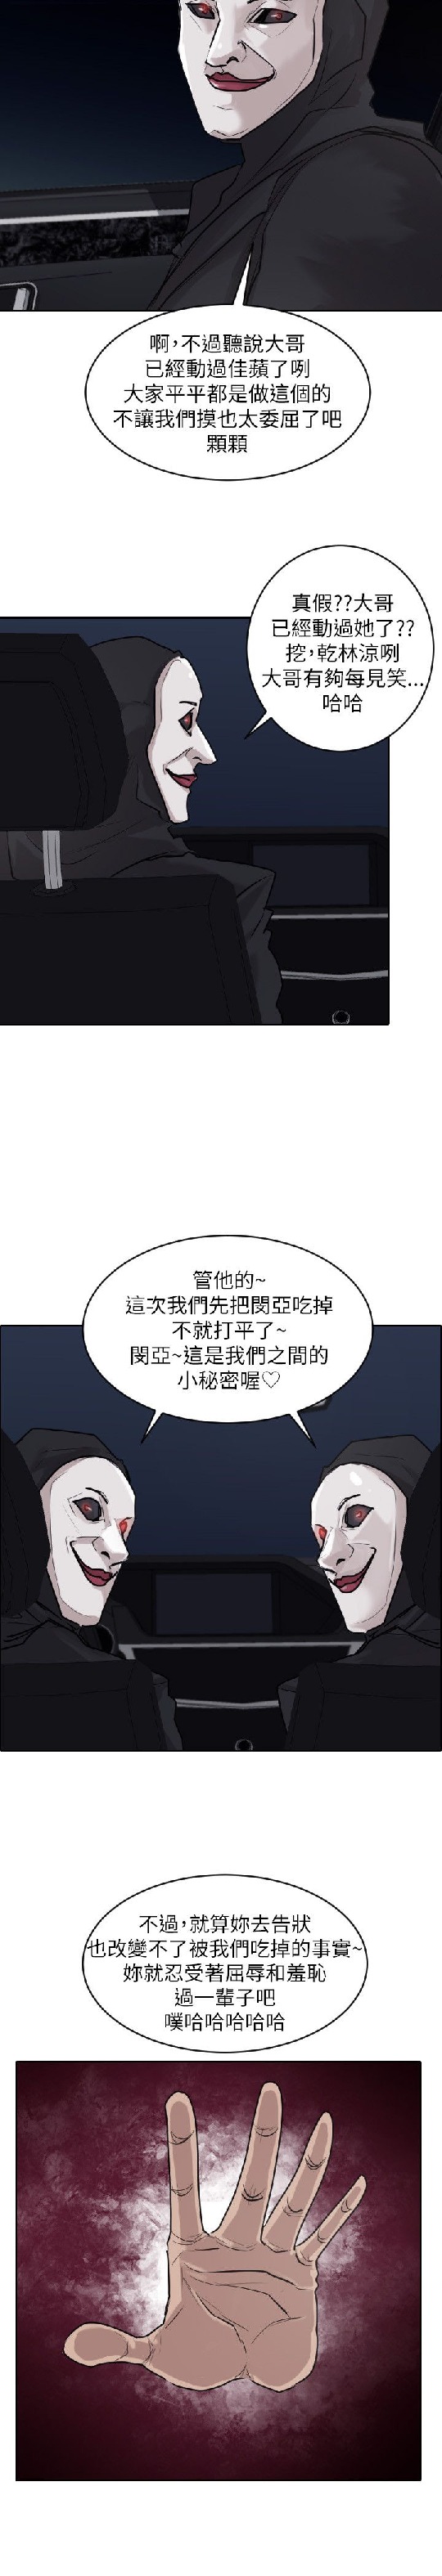 啊,不過聽說大哥
已經動過佳蘋了咧
大家平平都是做這個的
不讓我們摸也太委屈了吧
顆顆
真假??大哥
已經動過她了??
挖,乾林涼咧
大哥有夠每見笑...
哈哈
管他的~
這次我們先把閔亞吃掉
不就打平了~
閔亞~這是我們之間的
小秘密喔♡
不過,就算妳去告狀
也改變不了被我們吃掉的事實~
妳就忍受著屈辱和羞恥
過一輩子吧
噗哈哈哈哈哈